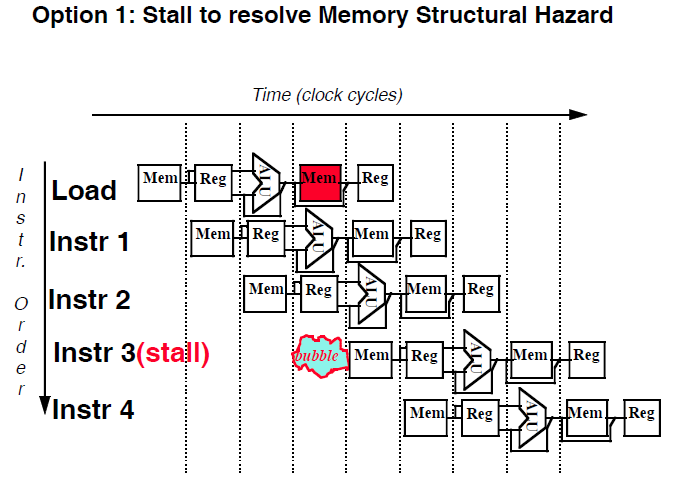 Option 1: Stall to resolve Memory Structural Hazard
Time (clock cycles)
Instr. Order
Load
Mem Reg ALU Mem Reg
Instr 1
Mem Reg ALU Mem Reg
Instr 2
Mem Reg ALU Mem Reg
Instr 3(stall)
bubble Mem Reg ALU Mem Reg
Instr 4
Mem Reg ALU Mem Reg